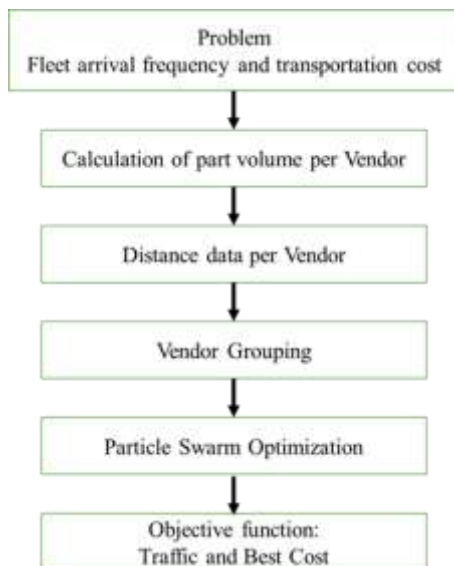 Problem
Fleet arrival frequency and transportation cost
Calculation of part volume per Vendor
Distance data per Vendor
Vendor Grouping
Particle Swarm Optimization
Objective function:
Traffic and Best Cost